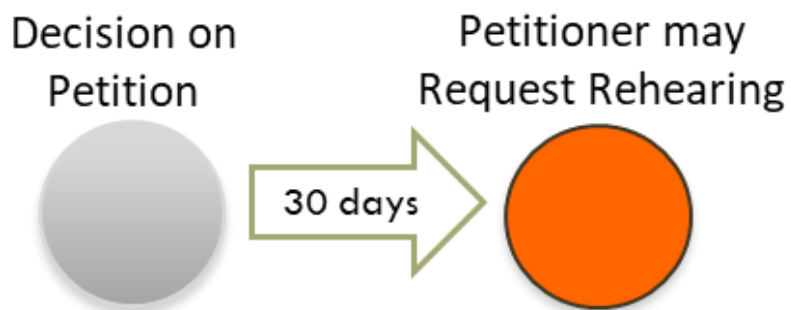 Decision on
Petition
30 days
Petitioner may
Request Rehearing